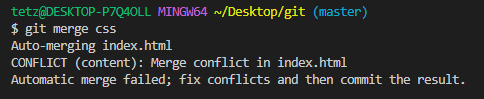 tetz@DESKTOP-P7Q4OLL MINGW64 ~/Desktop/git (master)
$ git merge css
Auto-merging index.html
CONFLICT (content): Merge conflict in index.html
Automatic merge failed; fix conflicts and then commit the result.